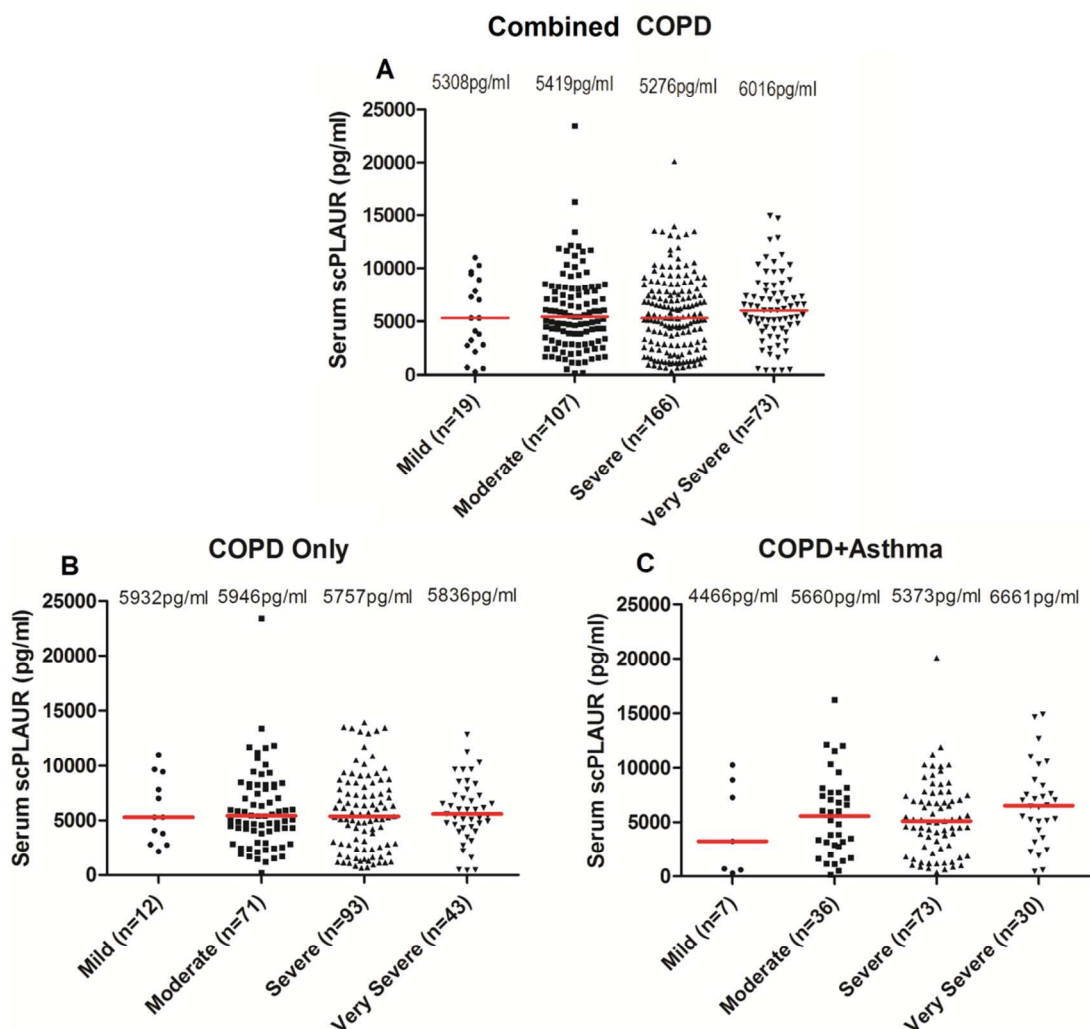 Combined COPD
A
5308pg/ml 5419pg/ml 5276pg/ml 6016pg/ml
Serum scPLAUR (pg/ml)
25000
20000
15000
10000
5000
0
Mild (n=19)
Moderate (n=107)
Severe (n=166)
Very Severe (n=73)
COPD Only
B
5932pg/ml 5946pg/ml 5757pg/ml 5836pg/ml
Serum scPLAUR (pg/ml)
25000
20000
15000
10000
5000
0
Mild (n=12)
Moderate (n=71)
Severe (n=93)
Very Severe (n=43)
COPD+Asthma
C
4466pg/ml 5660pg/ml 5373pg/ml 6661pg/ml
Serum scPLAUR (pg/ml)
25000
20000
15000
10000
5000
0
Mild (n=7)
Moderate (n=36)
Severe (n=73)
Very Severe (n=30)